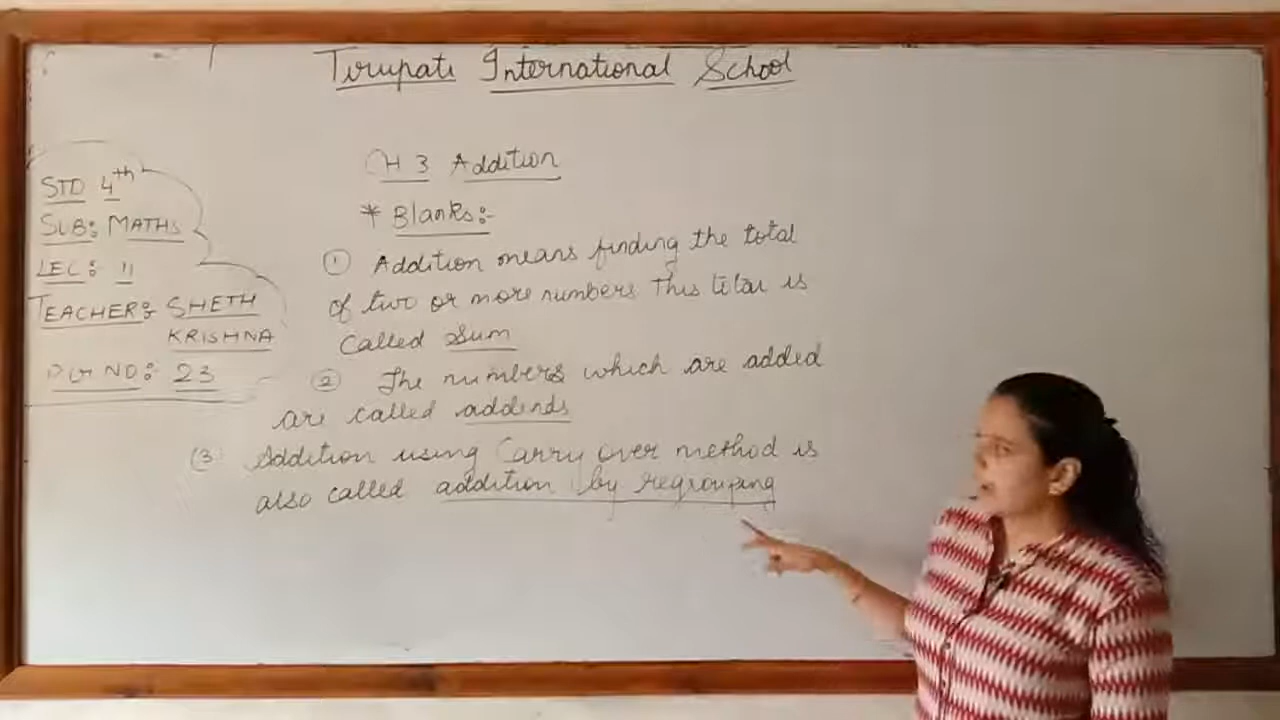 Tirupati International School
STD 4th
SUB: MATHS
LEC: 11
TEACHER: SHETH
KRISHNA
NO: 23
CH 3 Addition
* Blanks:-
① Addition means finding the total
of two or more numbers This total is
called Sum
② The numbers which are added
are called addends
③ Addition using Carry over method is
also called addition by regrouping